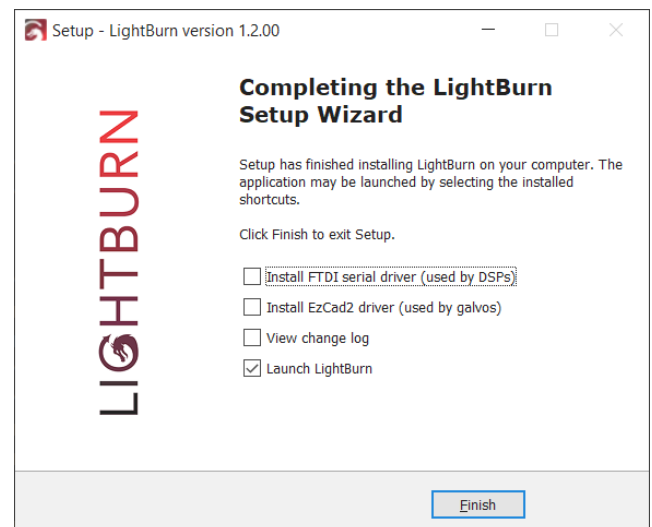 Setup - LightBurn version 1.2.00
LIGHTBURN
Completing the LightBurn
Setup Wizard
Setup has finished installing LightBurn on your computer. The
application may be launched by selecting the installed
shortcuts.
Click Finish to exit Setup.
Install FTDI serial driver (used by DSPs)
Install EzCad2 driver (used by galvos)
View change log
Launch LightBurn
Finish